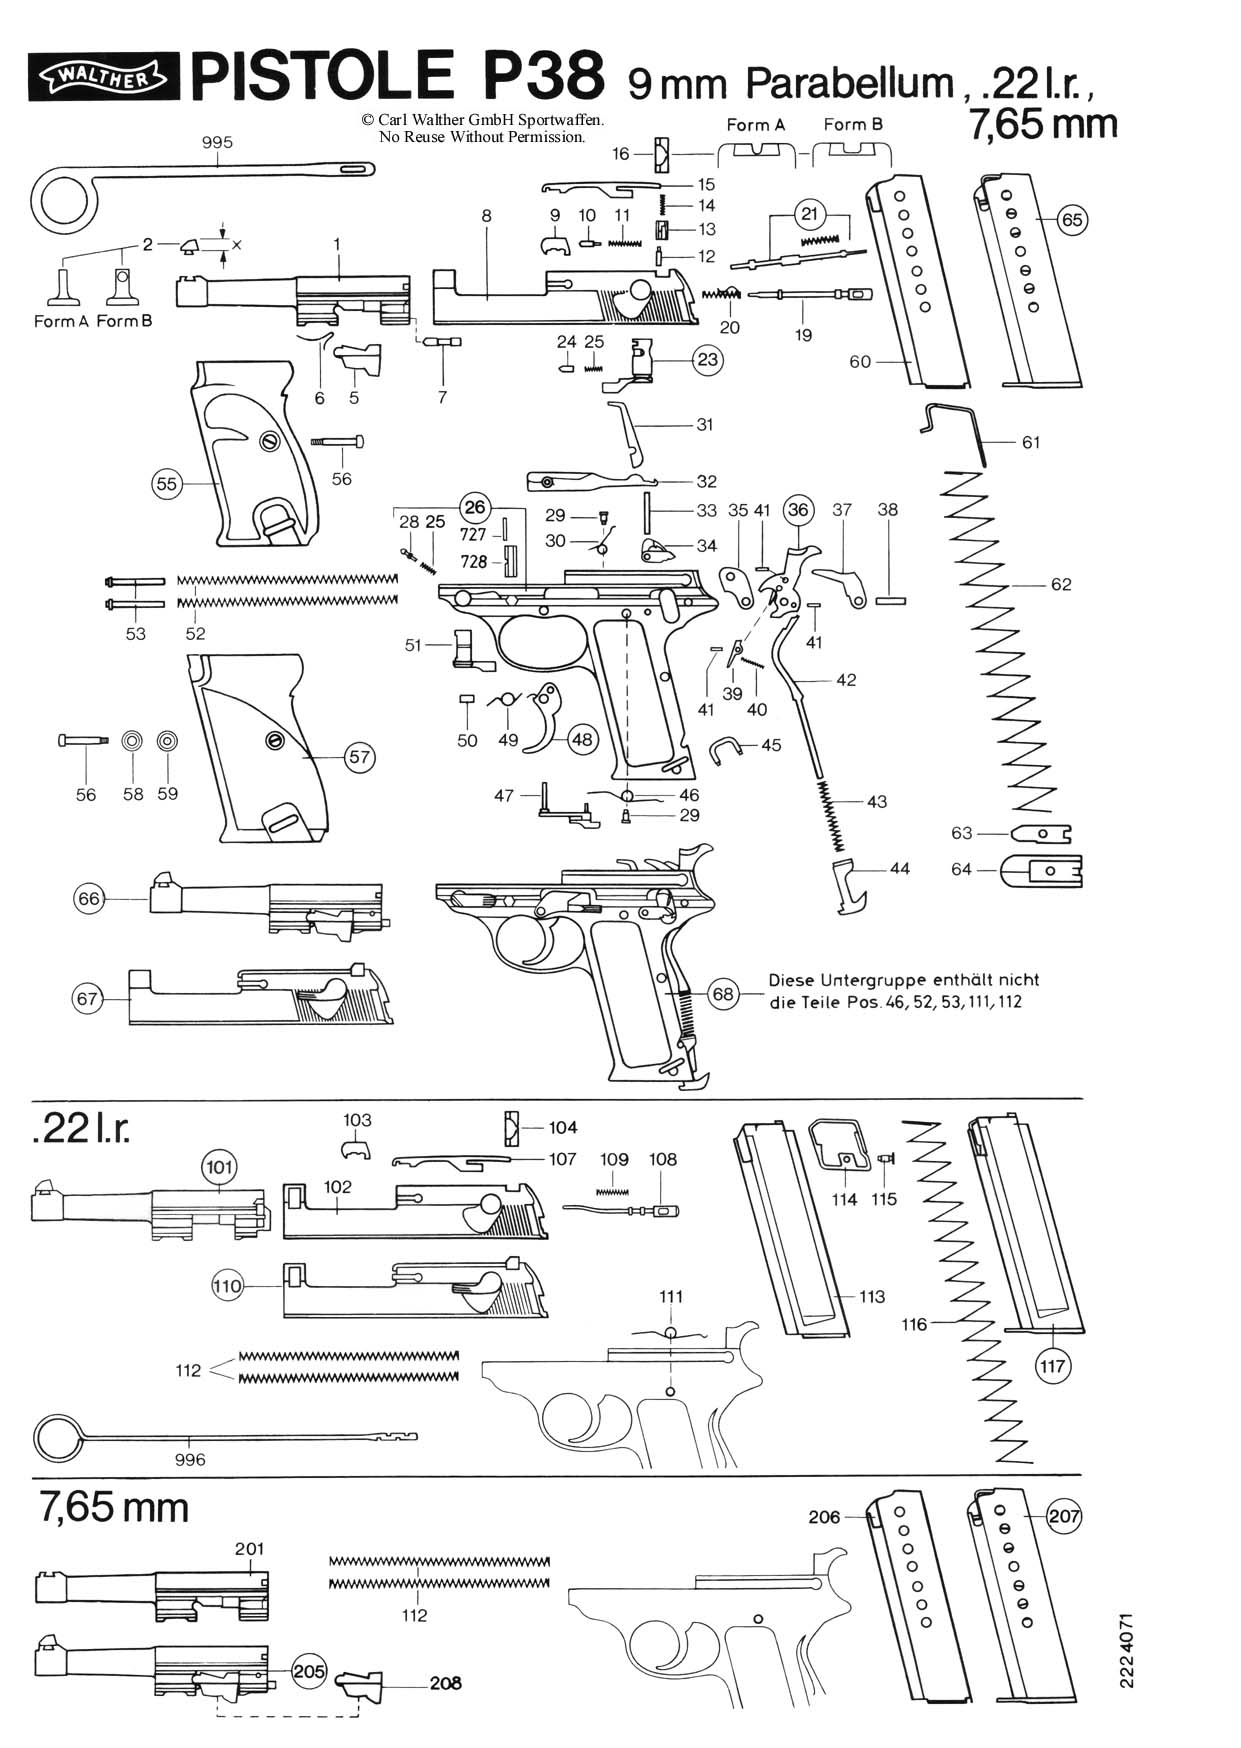 WALTHER PISTOLE P38 9mm Parabellum, .22 l.r.,
7,65 mm
© Carl Walther GmbH Sportwaffen.
No Reuse Without Permission.
Form A Form B
995
16
15
14
13
12
8 9 10 11
21
65
2 x 1
Form A Form B
20 19
60
24 25 23
6 5 7
31
61
55 56
32
26
28 25 727 29 33 35 41 36 37 38
728 30 34
62
53 52
51
41
39 40 41 42
50 49 48 45
57
56 58 59
47 46
29
43
63
64
44
66
67
68
Diese Untergruppe enthält nicht
die Teile Pos. 46, 52, 53, 111, 112
.22 l.r.
103 104
107
101 102 109 108
114 115
110
111 113
116
112
117
996
7,65 mm
206 207
201
112
205 208
2224071